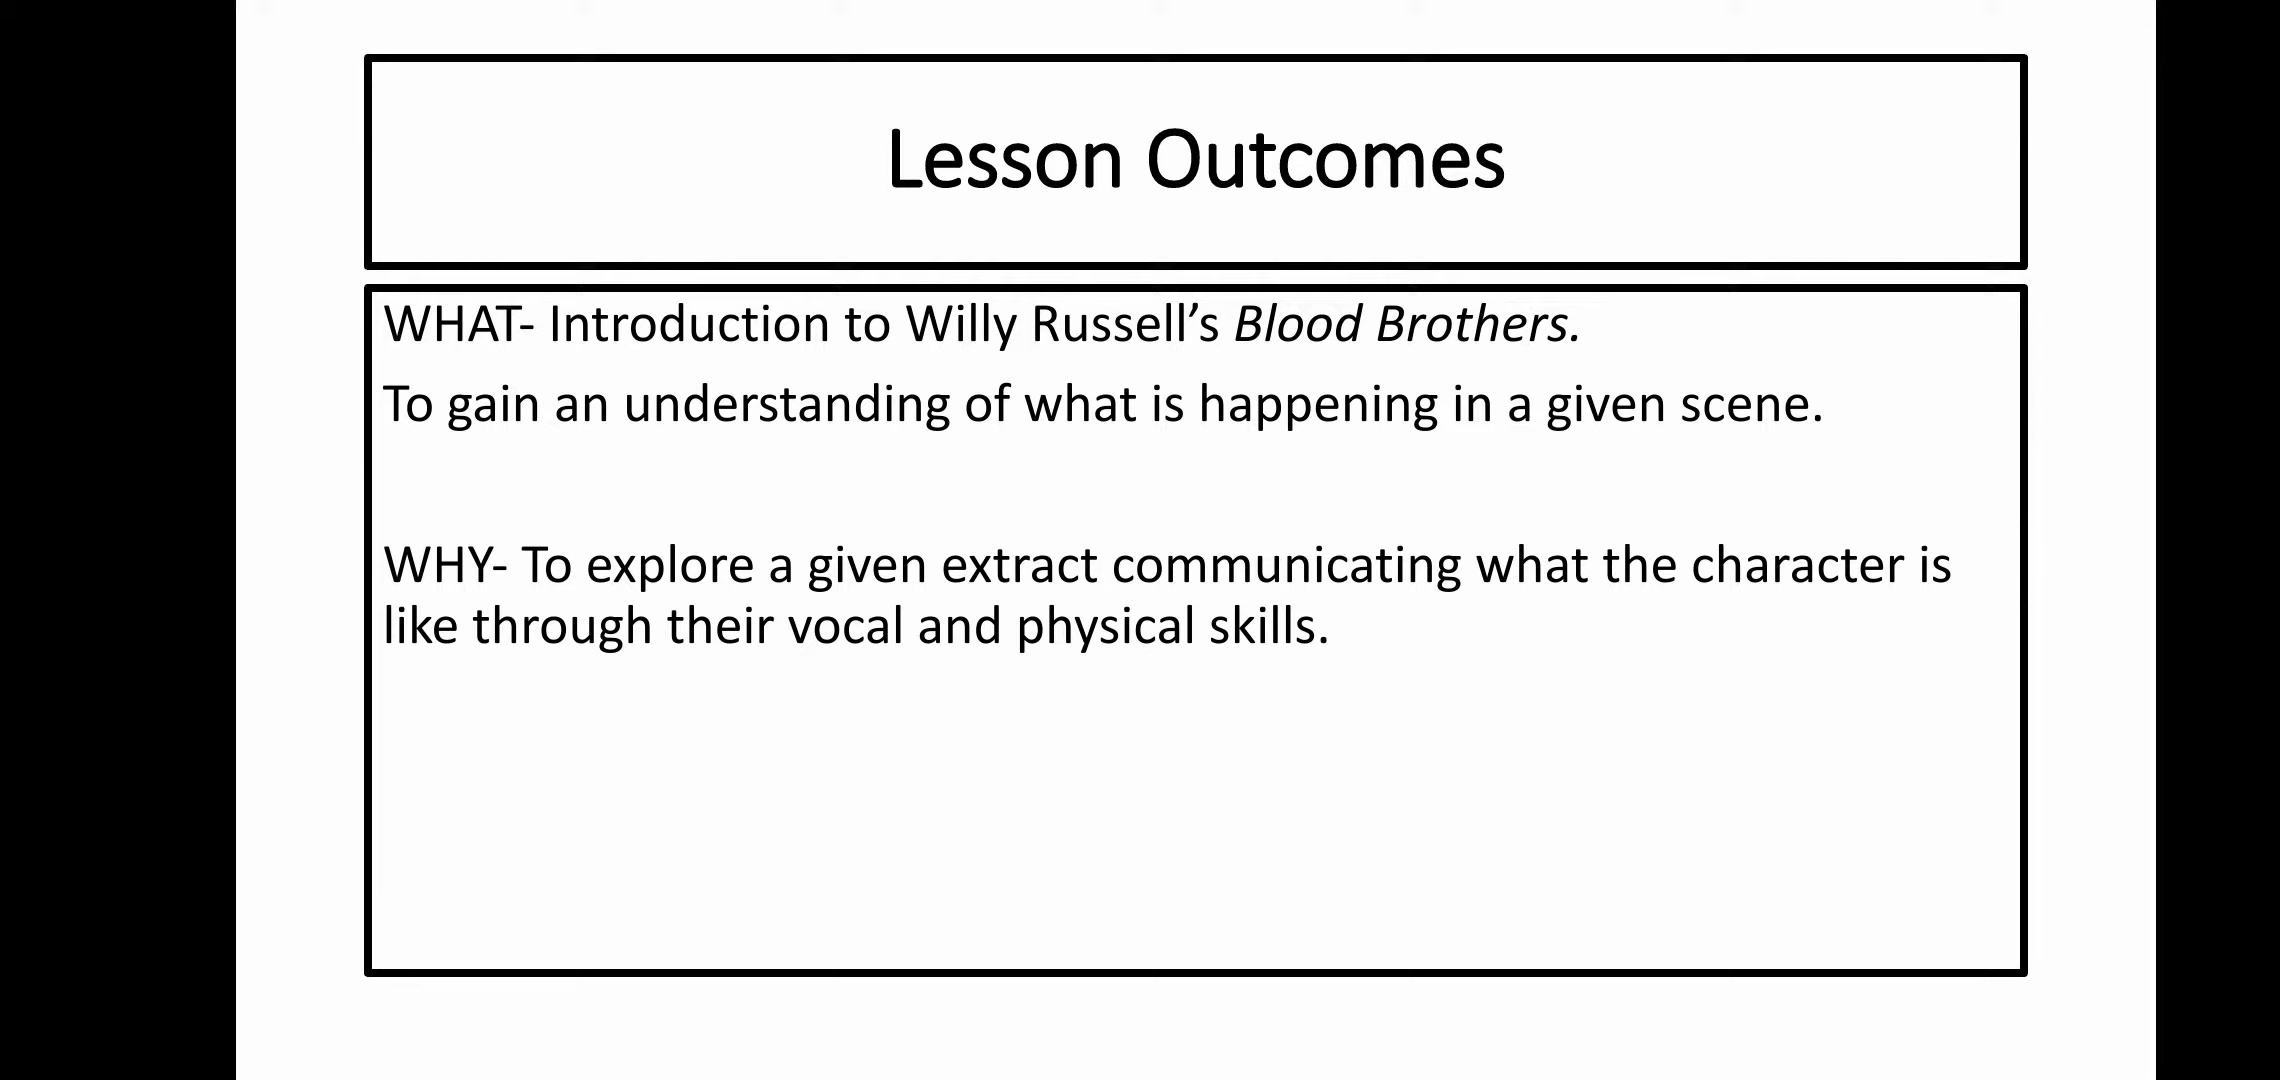 Lesson Outcomes
WHAT- Introduction to Willy Russell’s Blood Brothers.
To gain an understanding of what is happening in a given scene.
WHY- To explore a given extract communicating what the character is
like through their vocal and physical skills.